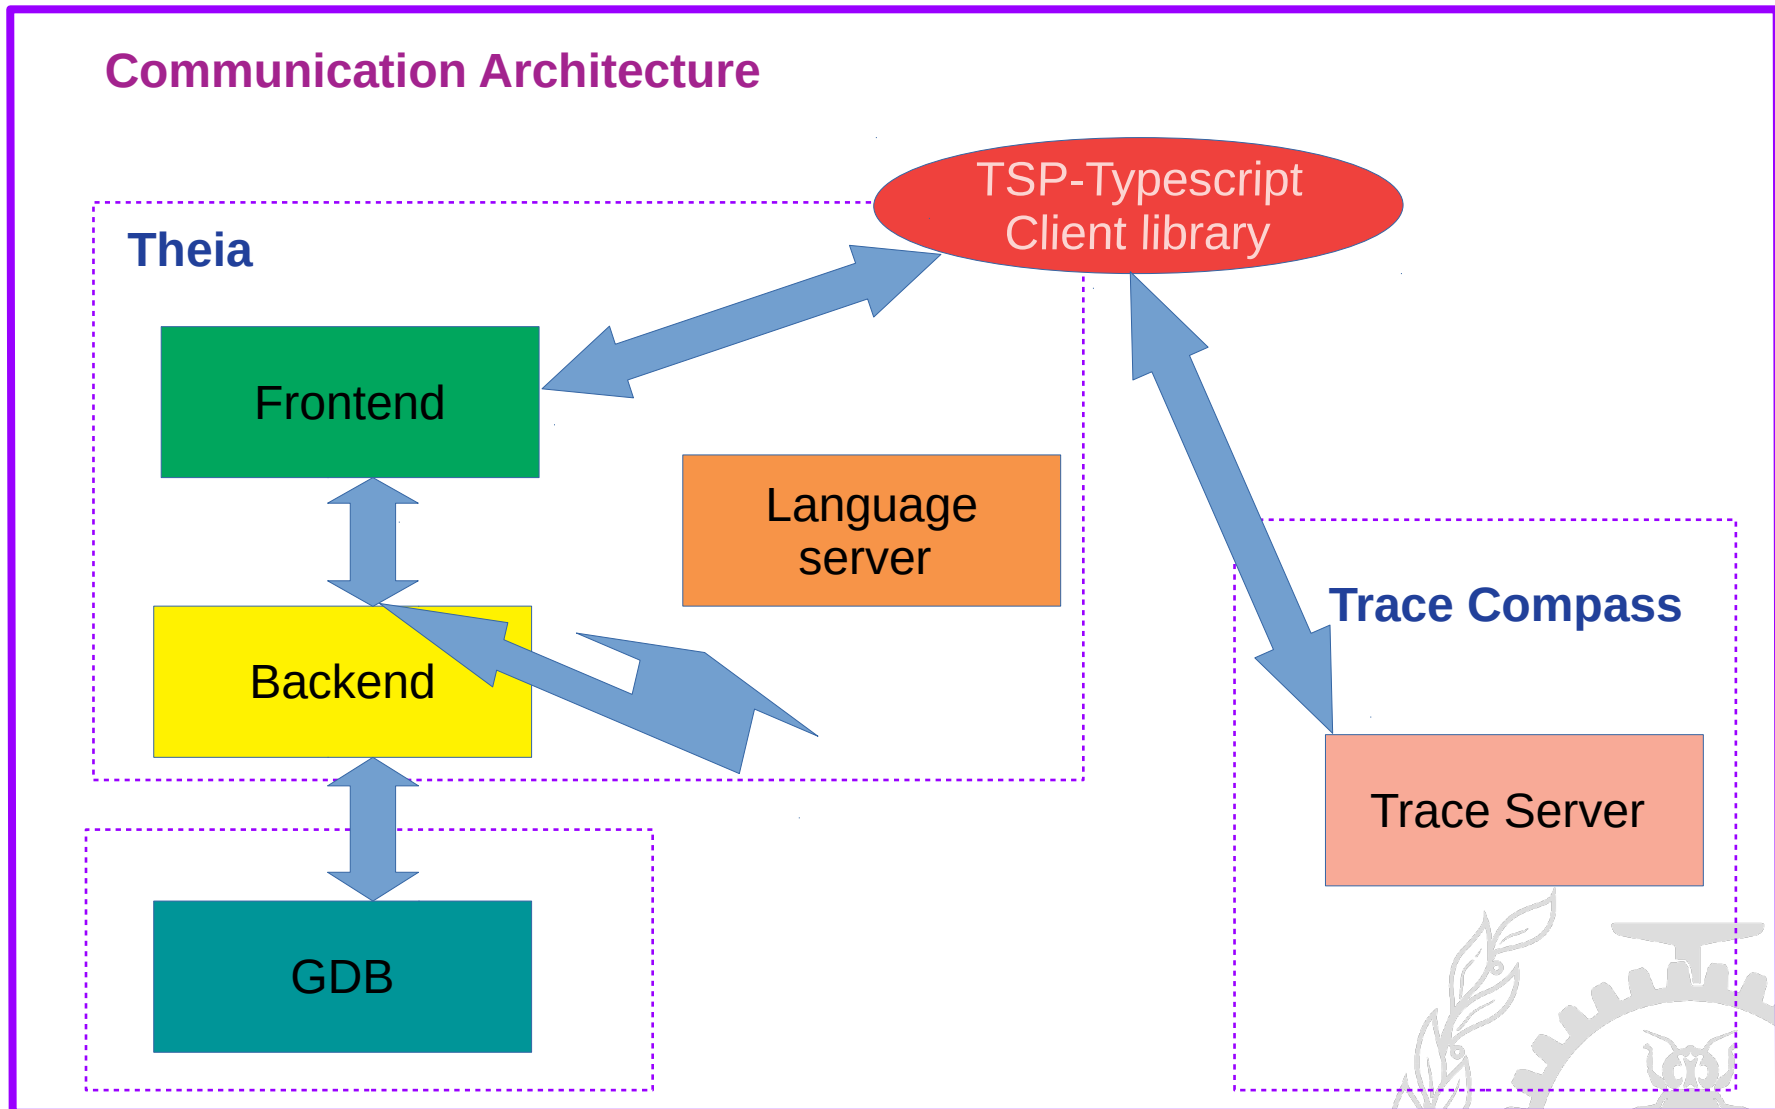 Communication Architecture
TSP-Typescript
Client library
Theia
Frontend
Language
server
Trace Compass
Backend
Trace Server
GDB